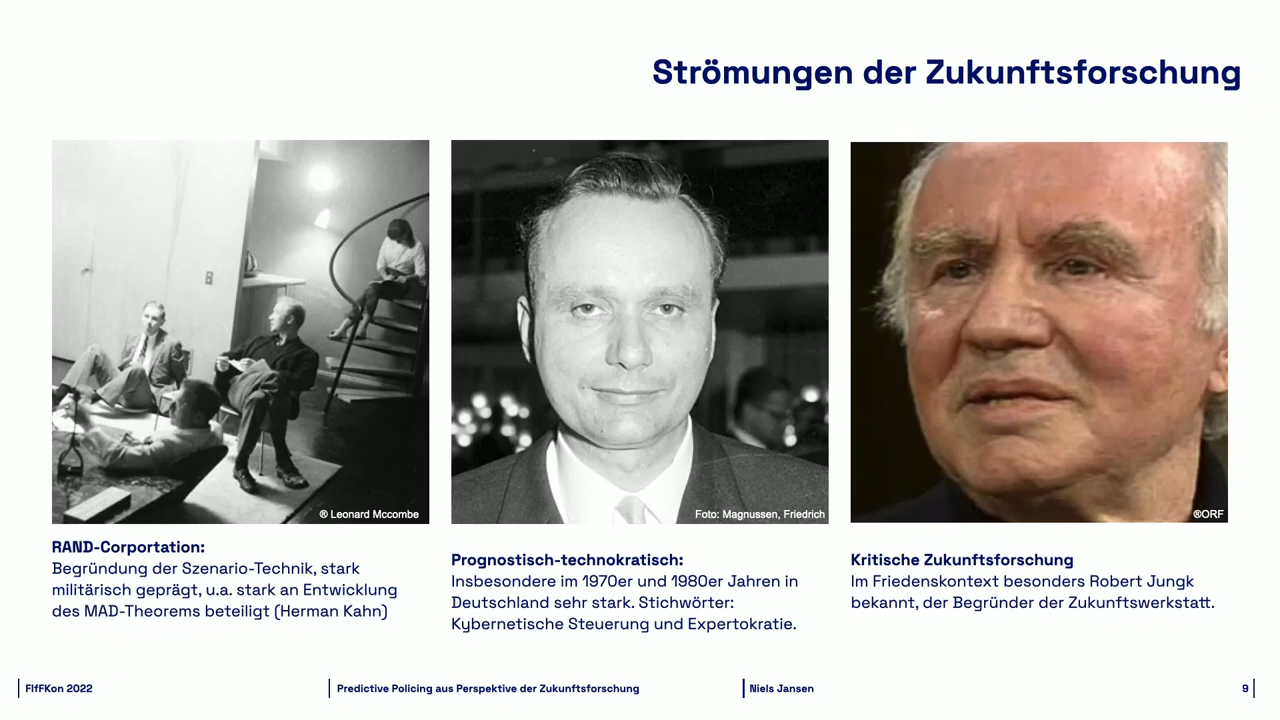 Strömungen der Zukunftsforschung
® Leonard Mccombe
Foto: Magnussen, Friedrich
®ORF
RAND-Corportation:
Begründung der Szenario-Technik, stark
militärisch geprägt, u.a. stark an Entwicklung
des MAD-Theorems beteiligt (Herman Kahn)
Prognostisch-technokratisch:
Insbesondere im 1970er und 1980er Jahren in
Deutschland sehr stark. Stichwörter:
Kybernetische Steuerung und Expertokratie.
Kritische Zukunftsforschung
Im Friedenskontext besonders Robert Jungk
bekannt, der Begründer der Zukunftswerkstatt.
FIfFKon 2022
Predictive Policing aus Perspektive der Zukunftsforschung
Niels Jansen
9